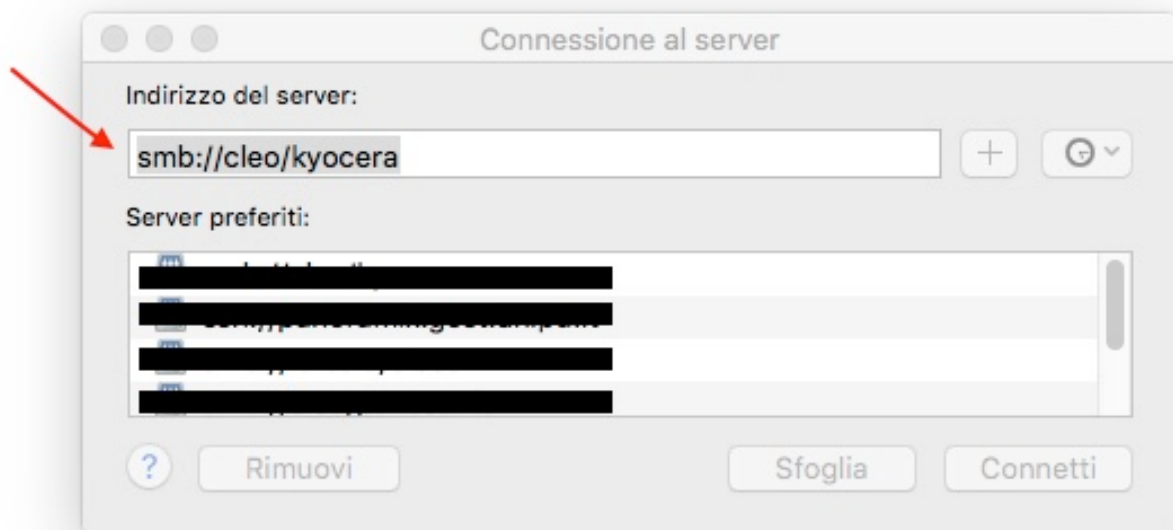 Connessione al server
Indirizzo del server:
smb://cleo/kyocera
+
Server preferiti:
?
Rimuovi
Sfoglia
Connetti